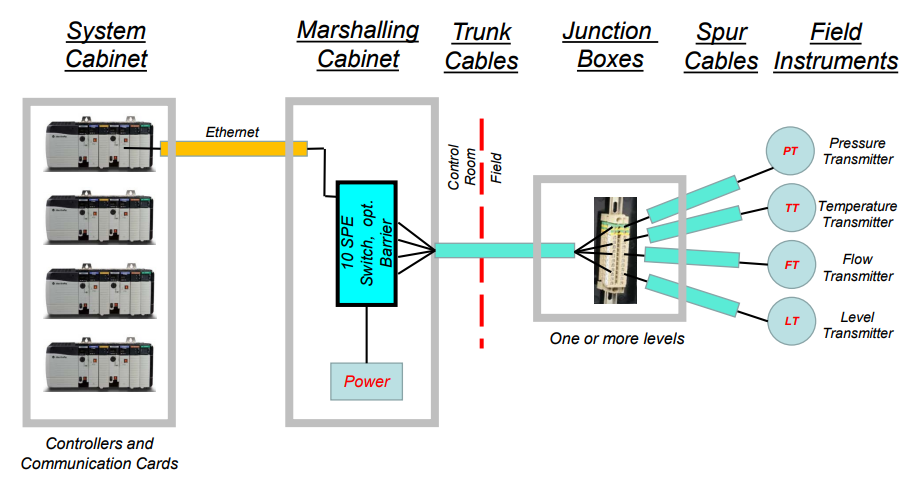 System
Cabinet
Marshalling
Cabinet
Trunk
Cables
Junction
Boxes
Spur
Cables
Field
Instruments
Ethernet
Control
Room
Field
10 SPE
Switch, opt.
Barrier
Power
PT
Pressure
Transmitter
TT
Temperature
Transmitter
FT
Flow
Transmitter
LT
Level
Transmitter
One or more levels
Controllers and
Communication Cards